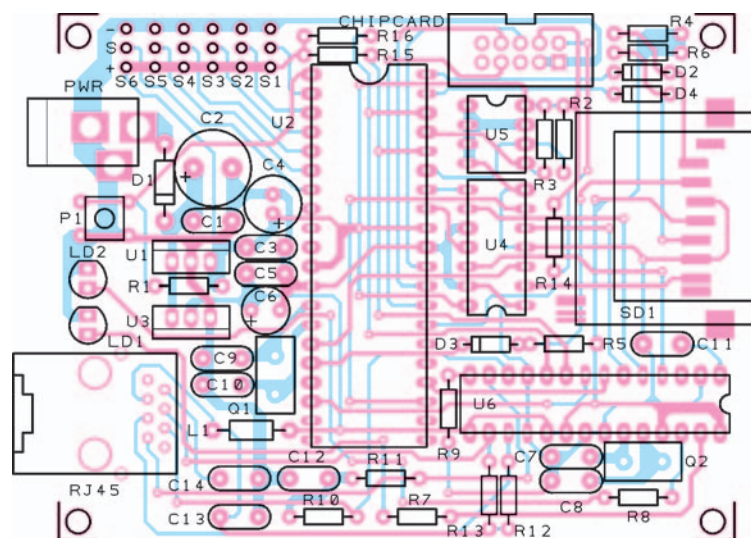 CHIPCARD
R4
- 
R16
S
R6
R15
D2
+
S6 S5 S4 S3 S2 S1
D4
PWR
U2
R2
C2
U5
C4
D1
R3
P1
C1
U4
U1
C3
LD2
R14
R1
C5
C6
SD1
U3
LD1
D3
R5
C11
C9
C10
Q1
U6
L1
R9
C7
Q2
RJ45
C14
C12
R11
C8
R8
C13
R10
R7
R13
R12